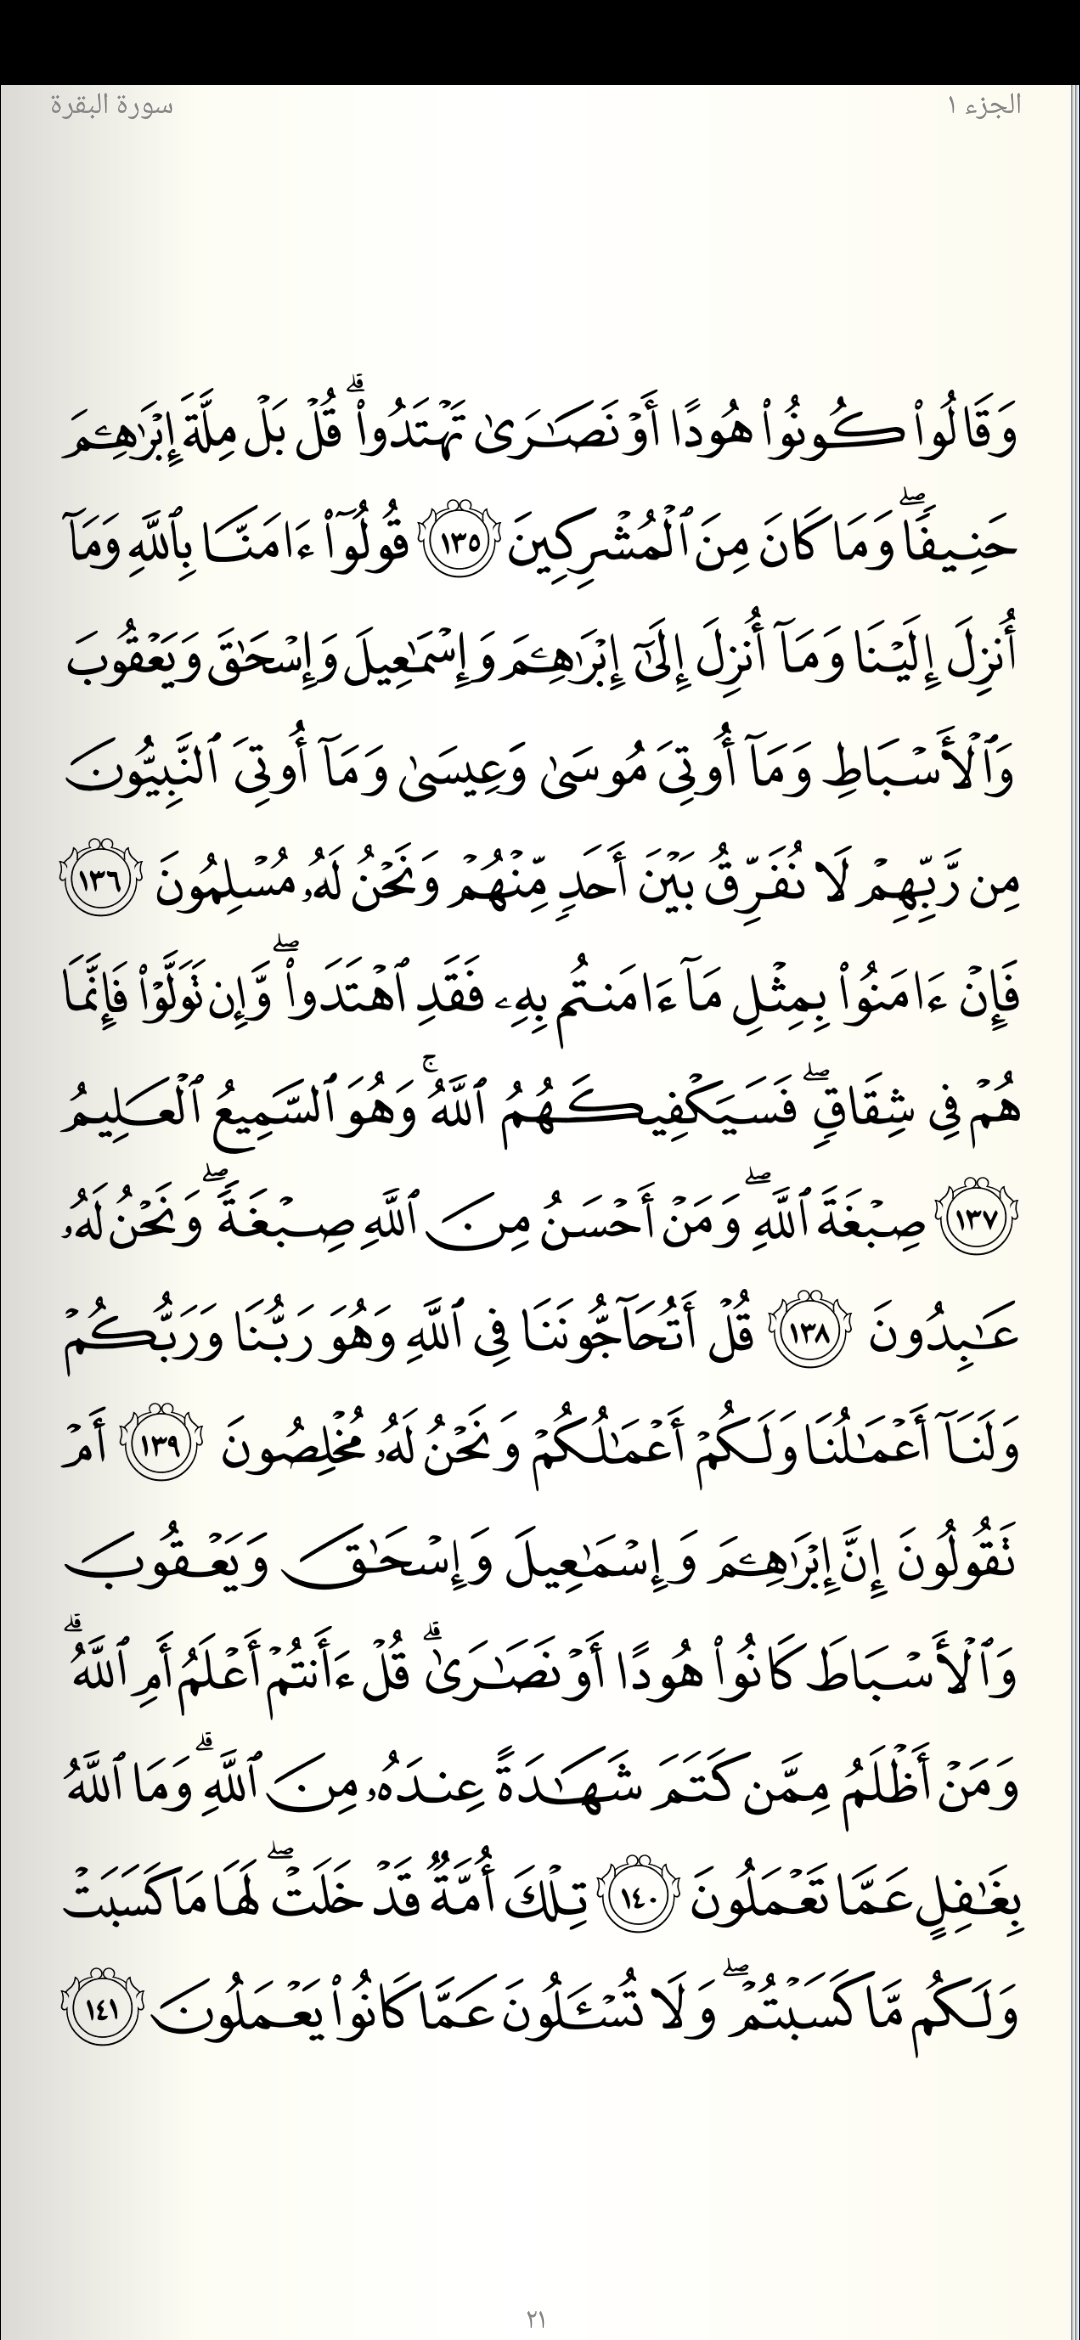 الجزء ١
سورة البقرة
وَقَالُوا۟ كُونُوا۟ هُودًا أَوْ نَصَـٰرَىٰ تَهْتَدُوا۟ ۗ قُلْ بَلْ مِلَّةَ إِبْرَٰهِـۧمَ
حَنِيفًا ۖ وَمَا كَانَ مِنَ ٱلْمُشْرِكِينَ ١٣٥ قُولُوٓا۟ ءَامَنَّا بِٱللَّهِ وَمَآ
أُنزِلَ إِلَيْنَا وَمَآ أُنزِلَ إِلَىٰٓ إِبْرَٰهِـۧمَ وَإِسْمَـٰعِيلَ وَإِسْحَـٰقَ وَيَعْقُوبَ
وَٱلْأَسْبَاطِ وَمَآ أُوتِىَ مُوسَىٰ وَعِيسَىٰ وَمَآ أُوتِىَ ٱلنَّبِيُّونَ
مِن رَّبِّهِمْ لَا نُفَرِّقُ بَيْنَ أَحَدٍ مِّنْهُمْ وَنَحْنُ لَهُۥ مُسْلِمُونَ ١٣٦
فَإِنْ ءَامَنُوا۟ بِمِثْلِ مَآ ءَامَنتُم بِهِۦ فَقَدِ ٱهْتَدَوا۟ ۖ وَّإِن تَوَلَّوْا۟ فَإِنَّمَا
هُمْ فِى شِقَاقٍ ۖ فَسَيَكْفِيكَهُمُ ٱللَّهُ ۚ وَهُوَ ٱلسَّمِيعُ ٱلْعَلِيمُ
١٣٧ صِبْغَةَ ٱللَّهِ ۖ وَمَنْ أَحْسَنُ مِنَ ٱللَّهِ صِبْغَةً ۖ وَنَحْنُ لَهُۥ
عَـٰبِدُونَ ١٣٨ قُلْ أَتُحَآجُّونَنَا فِى ٱللَّهِ وَهُوَ رَبُّنَا وَرَبُّكُمْ
وَلَنَآ أَعْمَـٰلُنَا وَلَكُمْ أَعْمَـٰلُكُمْ وَنَحْنُ لَهُۥ مُخْلِصُونَ ١٣٩ أَمْ
تَقُولُونَ إِنَّ إِبْرَٰهِـۧمَ وَإِسْمَـٰعِيلَ وَإِسْحَـٰقَ وَيَعْقُوبَ
وَٱلْأَسْبَاطَ كَانُوا۟ هُودًا أَوْ نَصَـٰرَىٰ ۗ قُلْ ءَأَنتُمْ أَعْلَمُ أَمِ ٱللَّهُ ۗ
وَمَنْ أَظْلَمُ مِمَّن كَتَمَ شَهَـٰدَةً عِندَهُۥ مِنَ ٱللَّهِ ۗ وَمَا ٱللَّهُ
بِغَـٰفِلٍ عَمَّا تَعْمَلُونَ ١٤٠ تِلْكَ أُمَّةٌ قَدْ خَلَتْ ۖ لَهَا مَا كَسَبَتْ
وَلَكُم مَّا كَسَبْتُمْ ۖ وَلَا تُسْـَٔلُونَ عَمَّا كَانُوا۟ يَعْمَلُونَ ١٤١
٢١